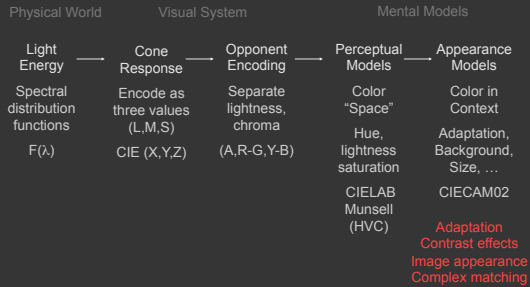 Physical World
Visual System
Mental Models
Light
Energy
Cone
Response
Opponent
Encoding
Perceptual
Models
Appearance
Models
Spectral
distribution
functions
F(λ)
Encode as
three values
(L,M,S)
CIE (X,Y,Z)
Separate
lightness,
chroma
(A,R-G,Y-B)
Color
“Space”
Hue,
lightness
saturation
CIELAB
Munsell
(HVC)
Color in
Context
Adaptation,
Background,
Size, …
CIECAM02
Adaptation
Contrast effects
Image appearance
Complex matching